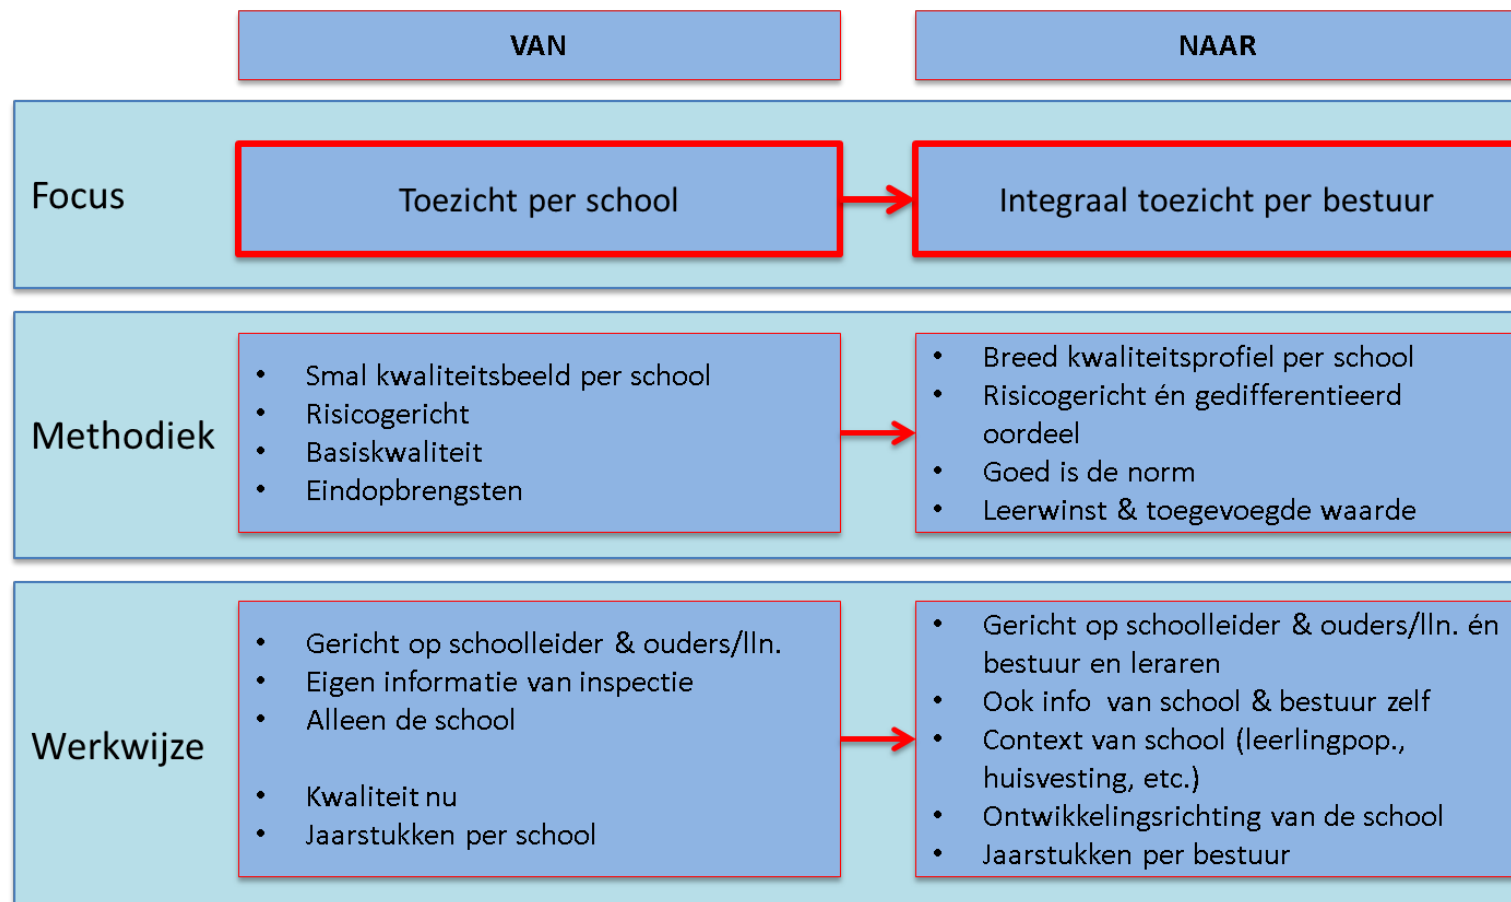 VAN
NAAR
Focus
Toezicht per school
Integraal toezicht per bestuur
Methodiek
• Smal kwaliteitsbeeld per school
• Risicogericht
• Basiskwaliteit
• Eindopbrengsten
• Breed kwaliteitsprofiel per school
• Risicogericht én gedifferentieerd
oordeel
• Goed is de norm
• Leerwinst & toegevoegde waarde
Werkwijze
• Gericht op schoolleider & ouders/lln.
• Eigen informatie van inspectie
• Alleen de school
• Kwaliteit nu
• Jaarstukken per school
• Gericht op schoolleider & ouders/lln. én
bestuur en leraren
• Ook info van school & bestuur zelf
• Context van school (leerlingpop.,
huisvesting, etc.)
• Ontwikkelingsrichting van de school
• Jaarstukken per bestuur